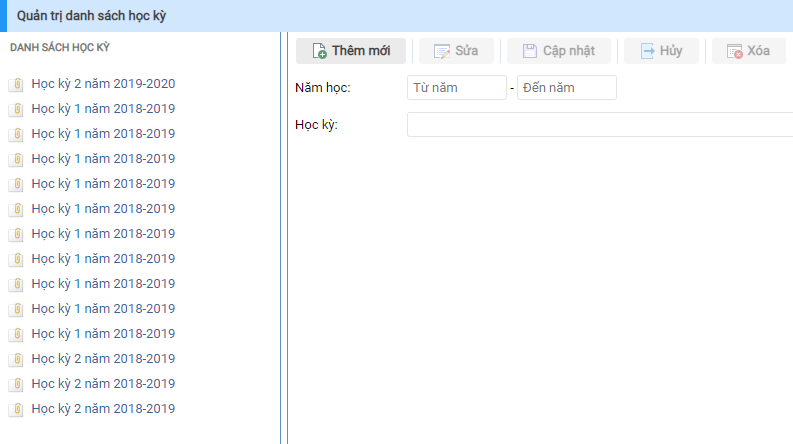 Quản trị danh sách học kỳ
DANH SÁCH HỌC KỲ
Học kỳ 2 năm 2019-2020
Học kỳ 1 năm 2018-2019
Học kỳ 1 năm 2018-2019
Học kỳ 1 năm 2018-2019
Học kỳ 1 năm 2018-2019
Học kỳ 1 năm 2018-2019
Học kỳ 1 năm 2018-2019
Học kỳ 1 năm 2018-2019
Học kỳ 1 năm 2018-2019
Học kỳ 1 năm 2018-2019
Học kỳ 1 năm 2018-2019
Học kỳ 2 năm 2018-2019
Học kỳ 2 năm 2018-2019
Học kỳ 2 năm 2018-2019
Thêm mới Sửa Cập nhật Hủy Xóa
Năm học: Từ năm - Đến năm
Học kỳ: